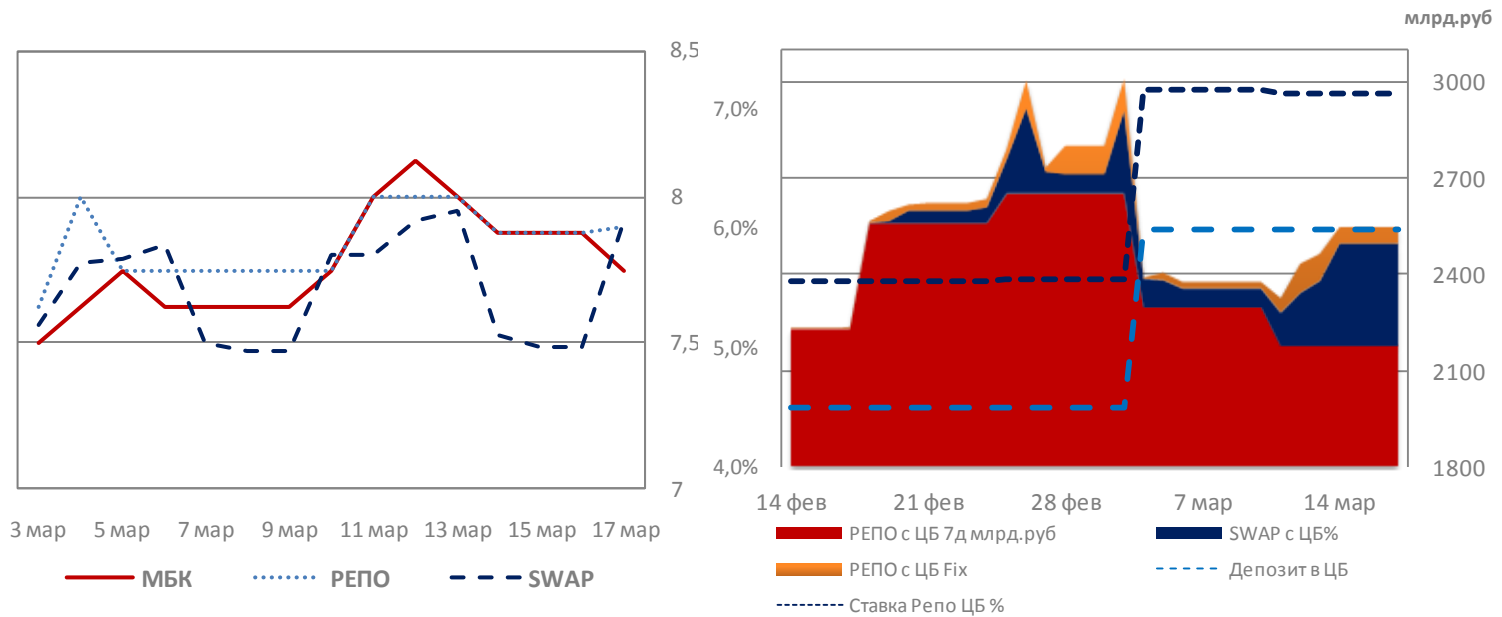 млрд.руб
8,5
8
7,5
7
3 мар 5 мар 7 мар 9 мар 11 мар 13 мар 15 мар 17 мар
МБК РЕПО SWAP
7,0%
6,0%
5,0%
4,0%
3000
2700
2400
2100
1800
14 фев 21 фев 28 фев 7 мар 14 мар
РЕПО с ЦБ 7д млрд.руб SWAP с ЦБ%
РЕПО с ЦБ Fix Депозит в ЦБ
Ставка Репо ЦБ %